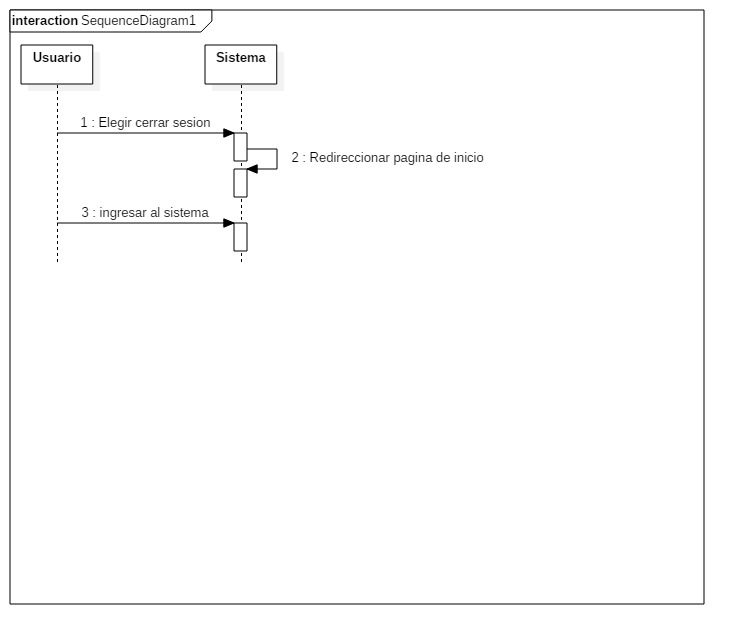 interaction SequenceDiagram1
Usuario
Sistema
1 : Elegir cerrar sesion
2 : Redireccionar pagina de inicio
3 : ingresar al sistema